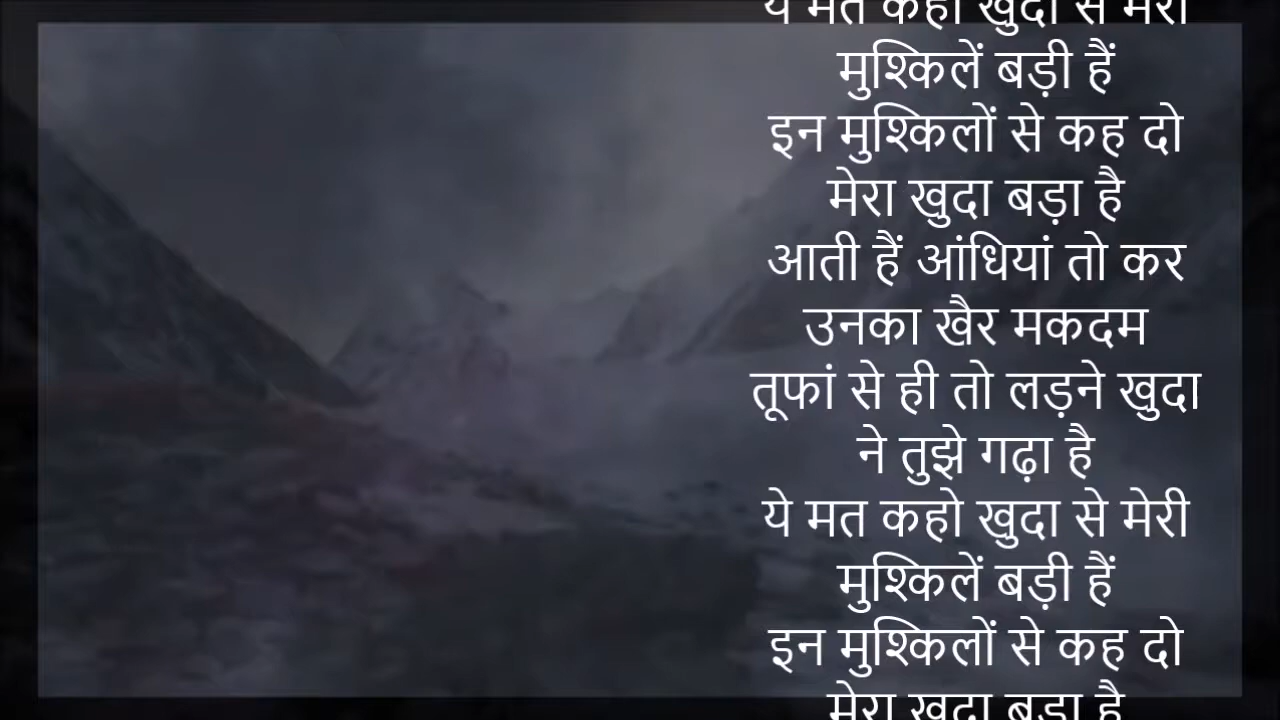 ये मत कहो खुदा से मेरी
मुश्किलें बड़ी हैं
इन मुश्किलों से कह दो
मेरा खुदा बड़ा है
आती हैं आंधियां तो कर
उनका खैर मकदम
तूफां से ही तो लड़ने खुदा
ने तुझे गढ़ा है
ये मत कहो खुदा से मेरी
मुश्किलें बड़ी हैं
इन मुश्किलों से कह दो
मेरा खुदा बड़ा है